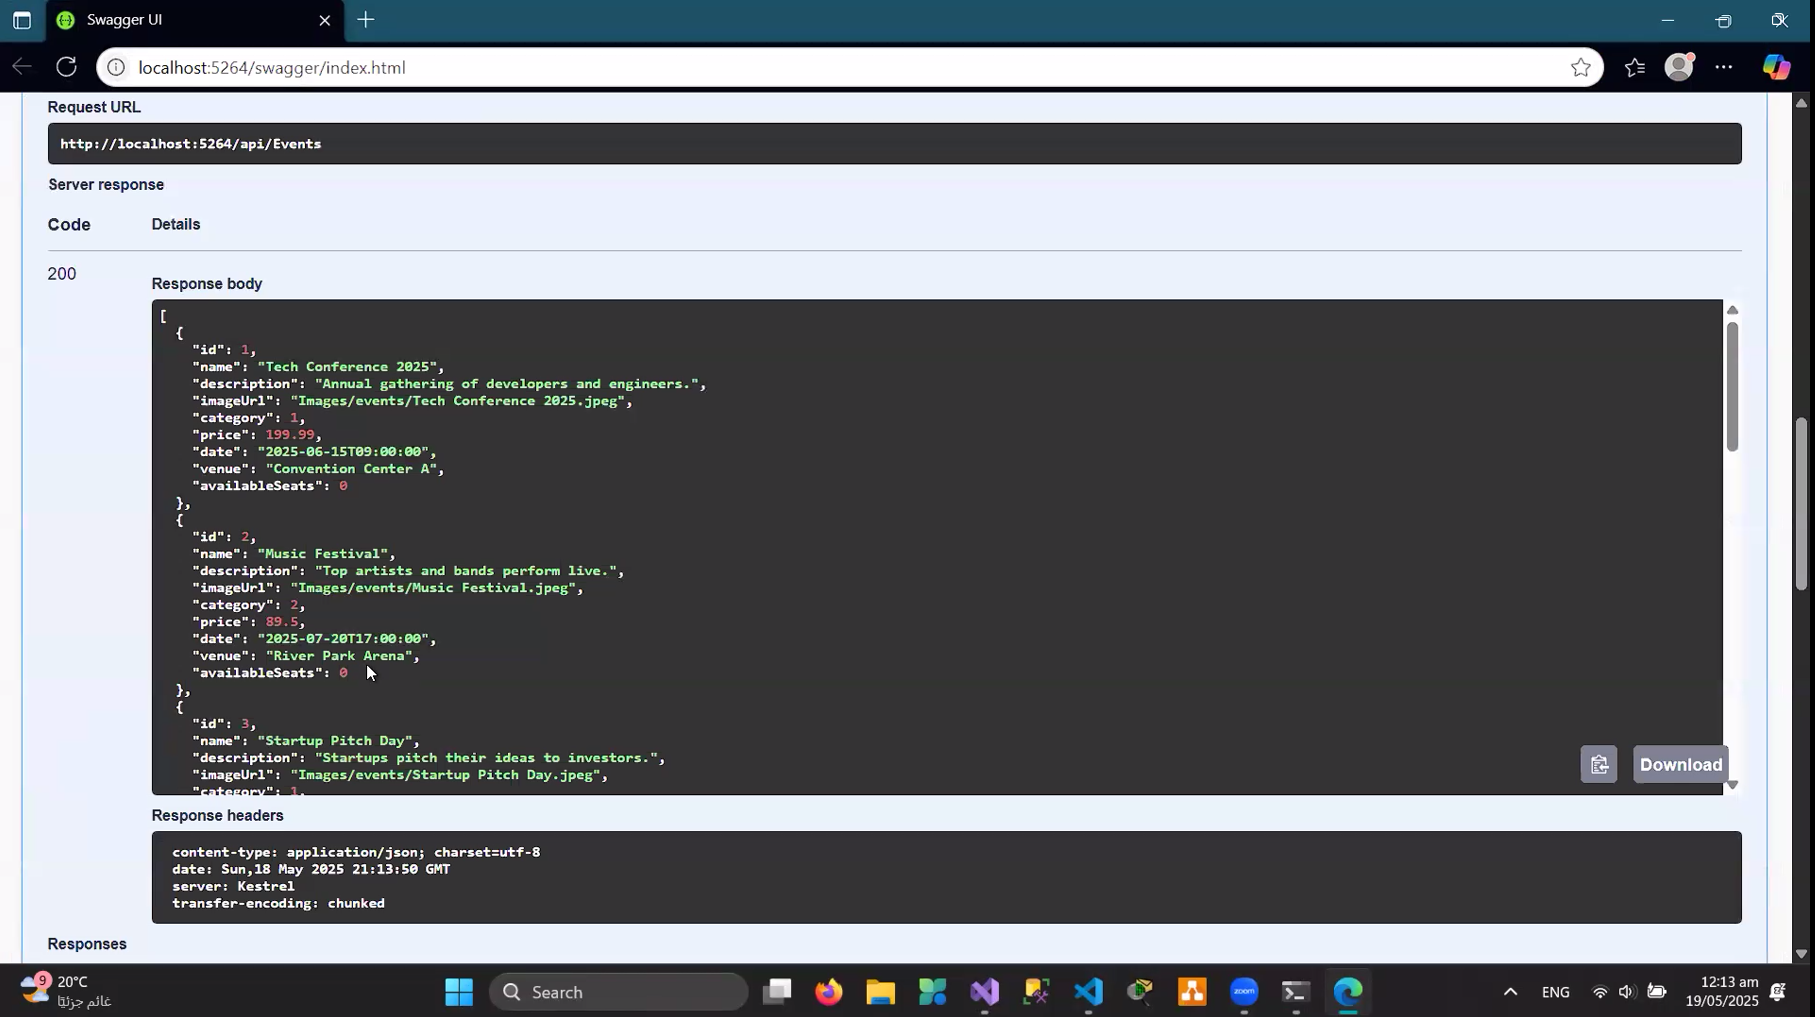 Swagger UI
localhost:5264/swagger/index.html
Request URL
http://localhost:5264/api/Events
Server response
Code
Details
200
Response body
[
{
"id": 1,
"name": "Tech Conference 2025",
"description": "Annual gathering of developers and engineers.",
"imageUrl": "Images/events/Tech Conference 2025.jpeg",
"category": 1,
"price": 199.99,
"date": "2025-06-15T09:00:00",
"venue": "Convention Center A",
"availableSeats": 0
},
{
"id": 2,
"name": "Music Festival",
"description": "Top artists and bands perform live.",
"imageUrl": "Images/events/Music Festival.jpeg",
"category": 2,
"price": 89.5,
"date": "2025-07-20T17:00:00",
"venue": "River Park Arena",
"availableSeats": 0
},
{
"id": 3,
"name": "Startup Pitch Day",
"description": "Startups pitch their ideas to investors.",
"imageUrl": "Images/events/Startup Pitch Day.jpeg",
"category": 1,
Download
Response headers
content-type: application/json; charset=utf-8
date: Sun,18 May 2025 21:13:50 GMT
server: Kestrel
transfer-encoding: chunked
Responses
9
20°C
غائم جزئيًا
Search
zoom
ENG
12:13 am
19/05/2025